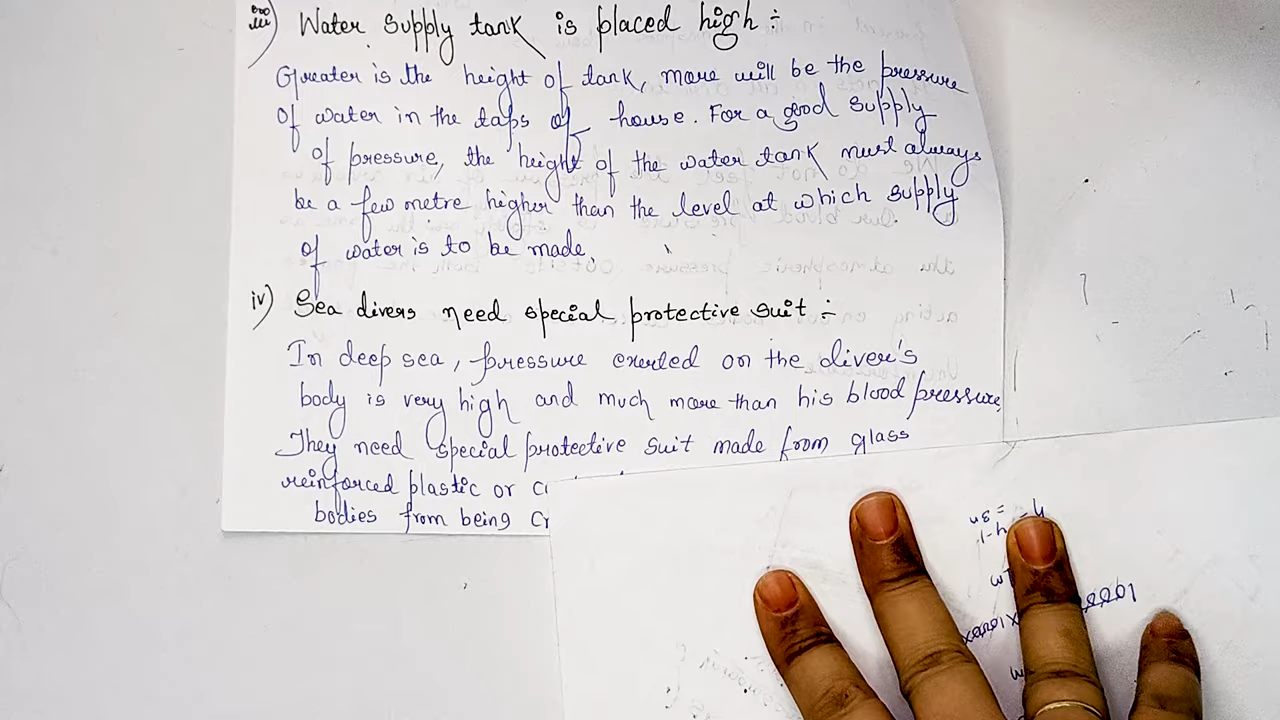 iii) Water supply tank is placed high :-
Greater is the height of tank, more will be the pressure
of water in the taps of house. For a good supply
of pressure, the height of the water tank must always
be a few metre higher than the level at which supply
of water is to be made.
iv) Sea divers need special protective suit :-
In deep sea, pressure exerted on the diver's
body is very high and much more than his blood pressure.
They need special protective suit made from glass
reinforced plastic or
bodies from being